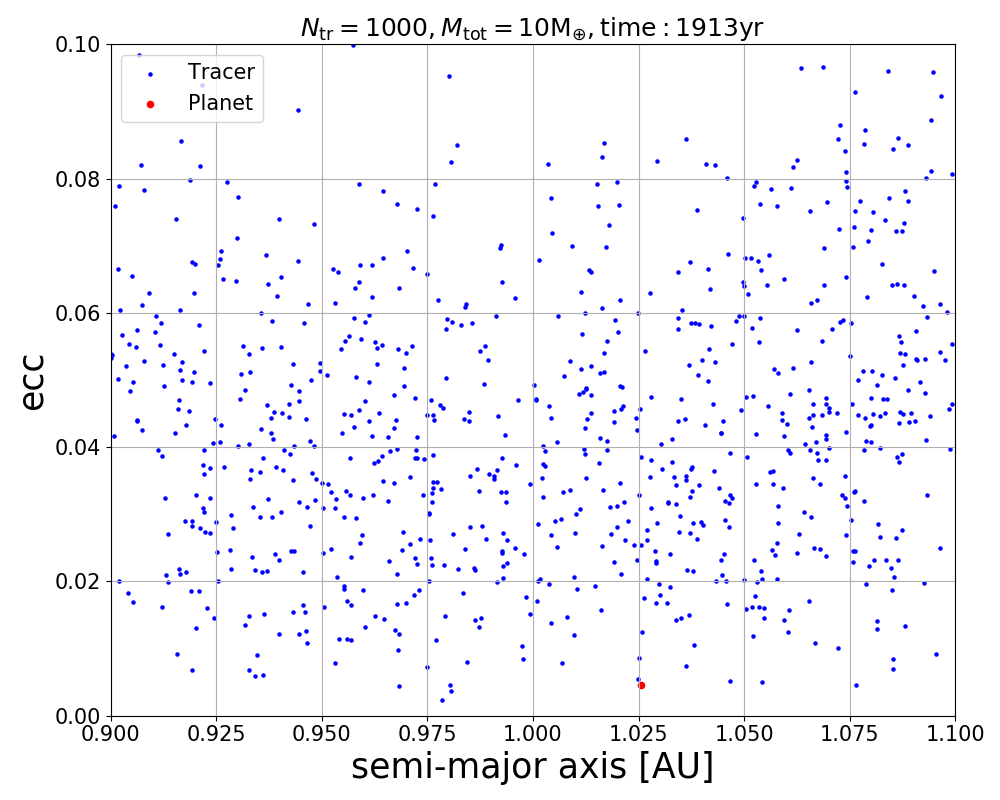 N_tr = 1000, M_tot = 10M_⊕, time : 1913yr
0.10
Tracer
Planet
0.08
0.06
ecc
0.04
0.02
0.00
0.900 0.925 0.950 0.975 1.000 1.025 1.050 1.075 1.100
semi-major axis [AU]